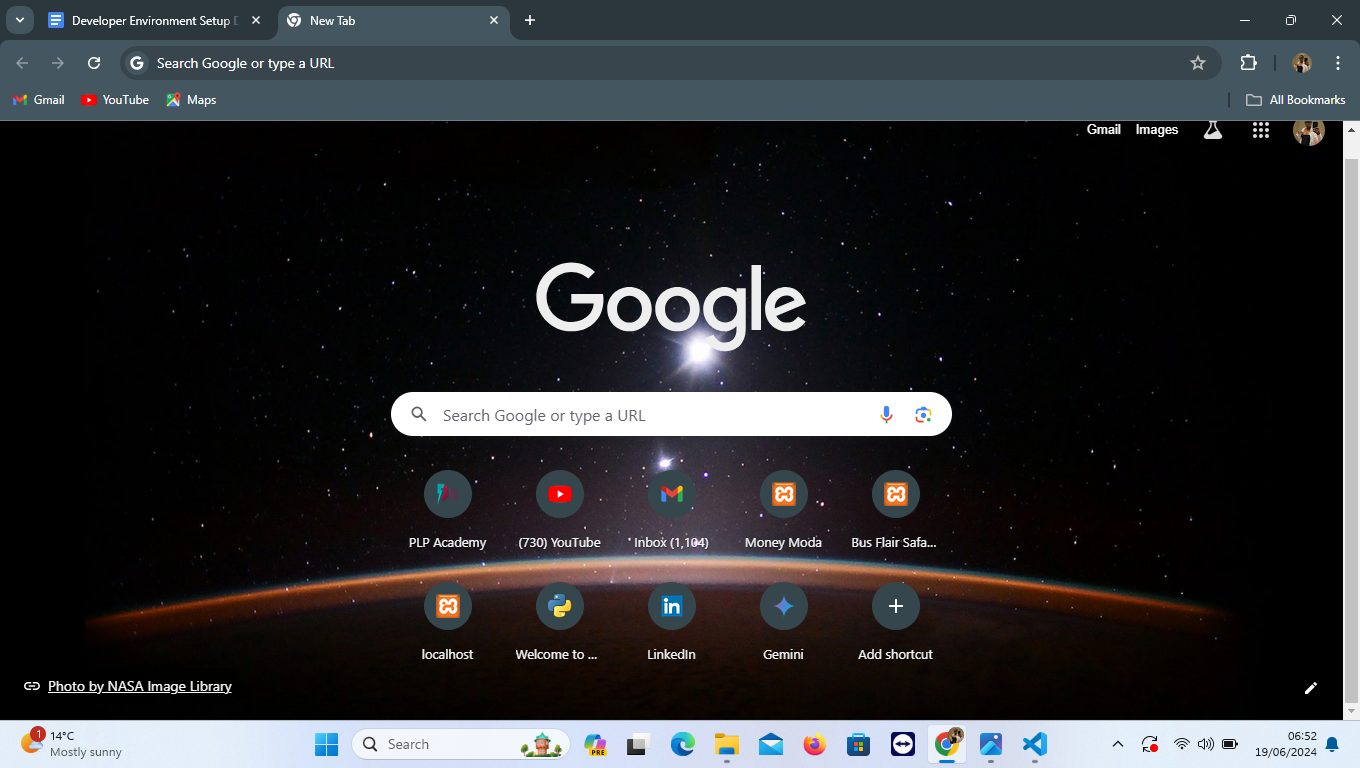 Developer Environment Setup D
New Tab
Search Google or type a URL
Gmail
YouTube
Maps
All Bookmarks
Gmail
Images
Google
Search Google or type a URL
PLP Academy
(730) YouTube
Inbox (1,104)
Money Moda
Bus Flair Safa...
localhost
Welcome to ...
LinkedIn
Gemini
Add shortcut
Photo by NASA Image Library
1
14°C
Mostly sunny
Search
PRE
06:52
19/06/2024